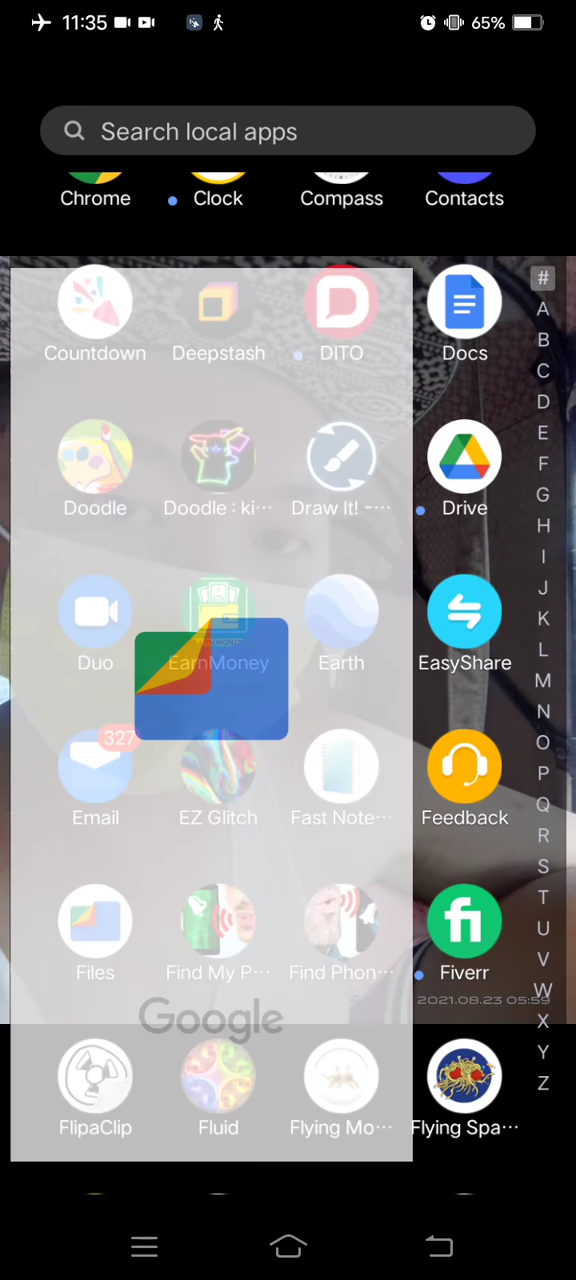 11:35
65%
Search local apps
Chrome Clock Compass Contacts
#
Countdown Deepstash DITO Docs
A
B
C
D
E
Doodle Doodle : ki··· Draw It! -··· Drive
F
G
H
I
J
Duo EarnMoney Earth EasyShare
K
L
M
N
327
O
Email EZ Glitch Fast Note··· Feedback
P
Q
R
S
T
fi
U
Files Find My P··· Find Phon··· Fiverr
V
W
2021.08.23 05:59
Google
X
Y
Z
FlipaClip Fluid Flying Mo··· Flying Spa···